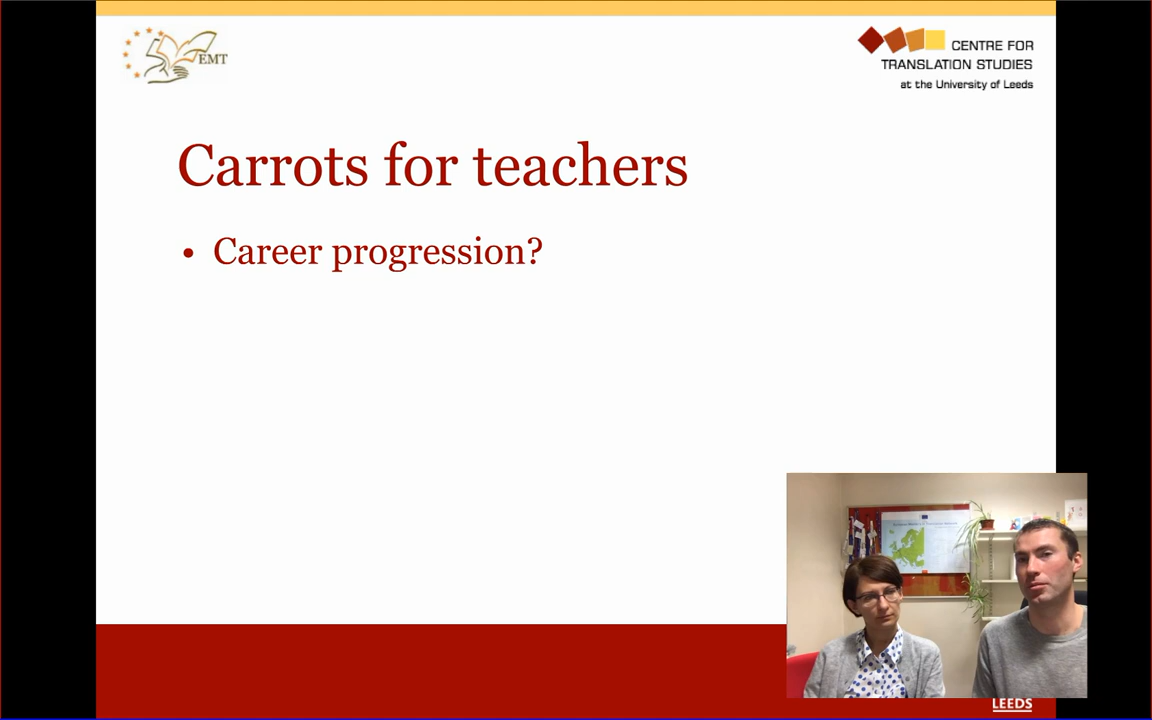 EMT
CENTRE FOR
TRANSLATION STUDIES
at the University of Leeds
Carrots for teachers
• Career progression?
LEEDS